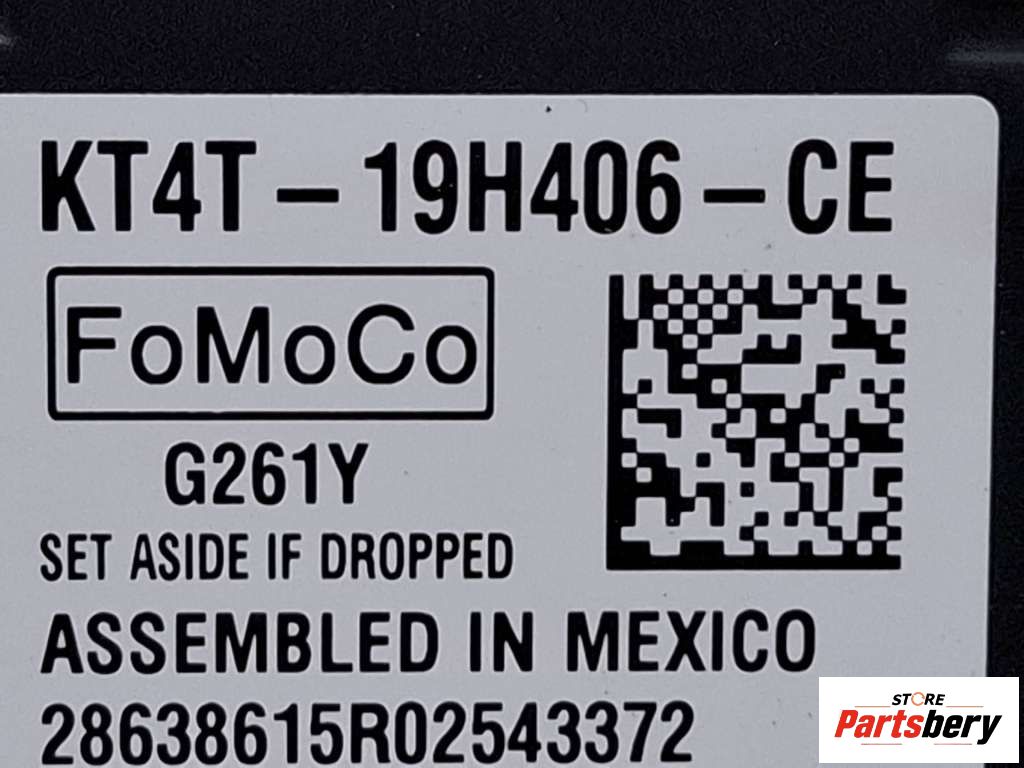 KT4T-19H406-CE
FoMoCo
G261Y
SET ASIDE IF DROPPED
ASSEMBLED IN MEXICO
28638615R02543372
STORE
Partsbery